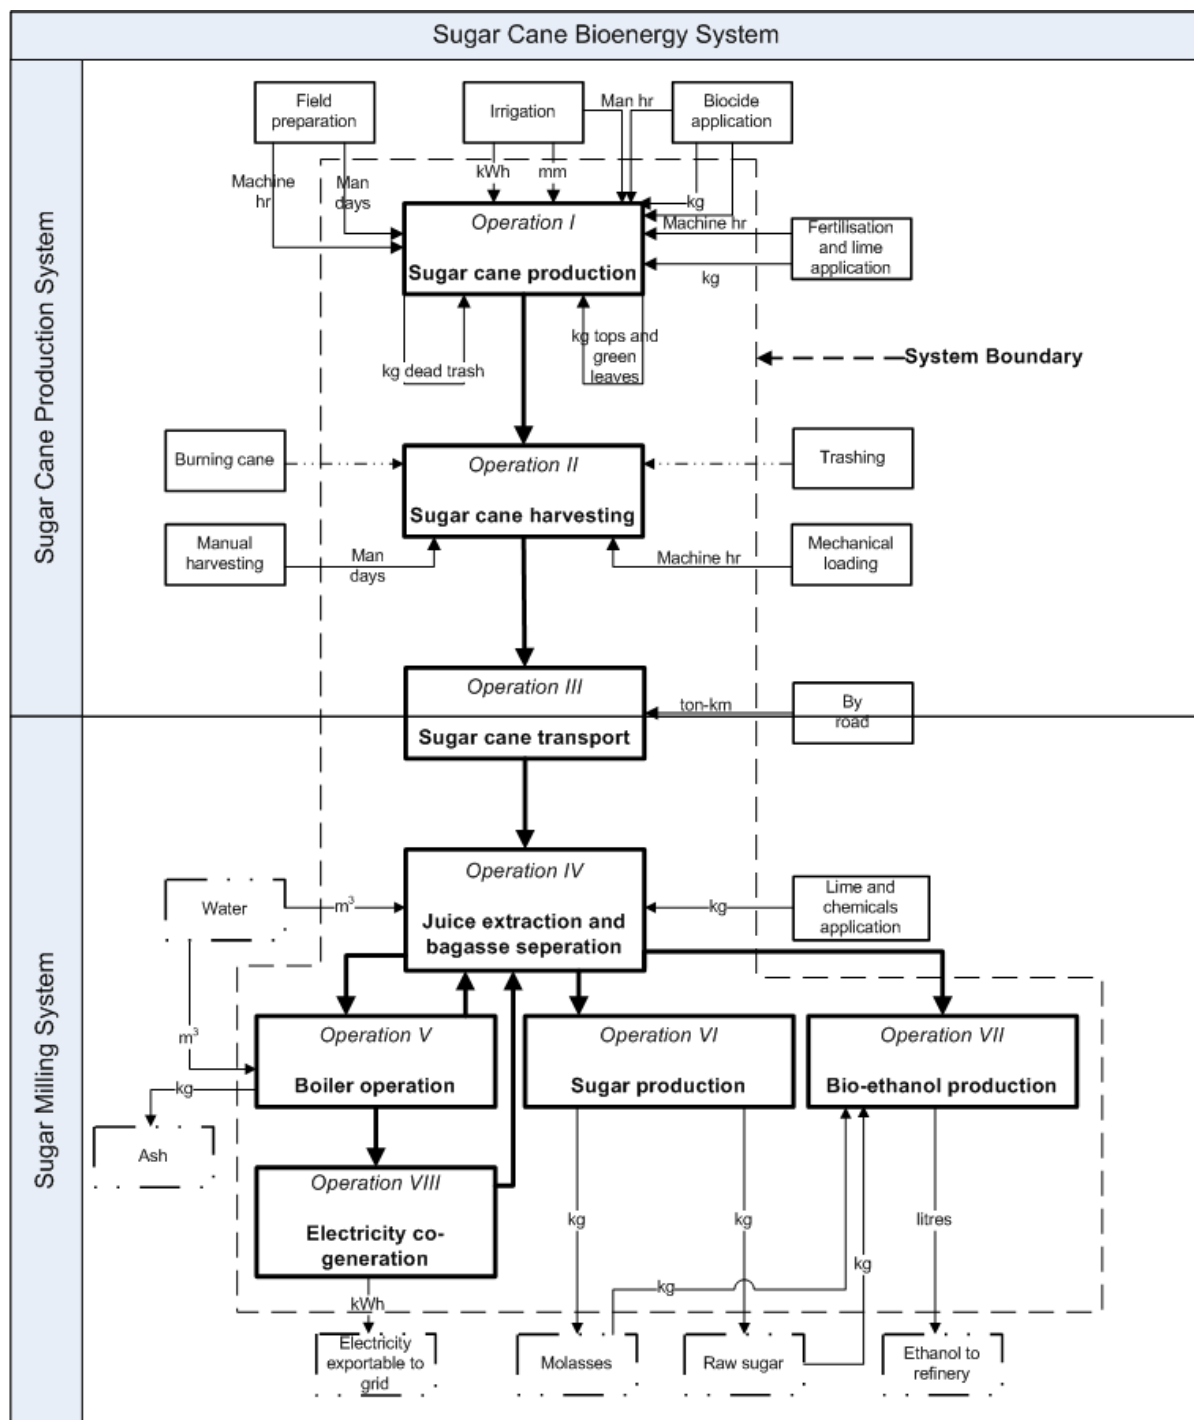 Sugar Cane Bioenergy System
Sugar Cane Production System
Field
preparation
Irrigation
Man hr
Biocide
application
Machine
hr
Man
days
kWh
mm
kg
Operation I
Sugar cane production
Machine hr
kg
Fertilisation
and lime
application
kg dead trash
kg tops and
green
leaves
System Boundary
Burning cane
Operation II
Sugar cane harvesting
Trashing
Manual
harvesting
Man
days
Machine hr
Mechanical
loading
Operation III
Sugar cane transport
ton-km
By
road
Sugar Milling System
Water
m³
Operation IV
Juice extraction and
bagasse seperation
kg
Lime and
chemicals
application
m³
kg
Ash
Operation V
Boiler operation
Operation VI
Sugar production
Operation VII
Bio-ethanol production
Operation VIII
Electricity co-
generation
kg
kg
litres
kg
kg
kWh
Electricity
exportable to
grid
Molasses
Raw sugar
Ethanol to
refinery